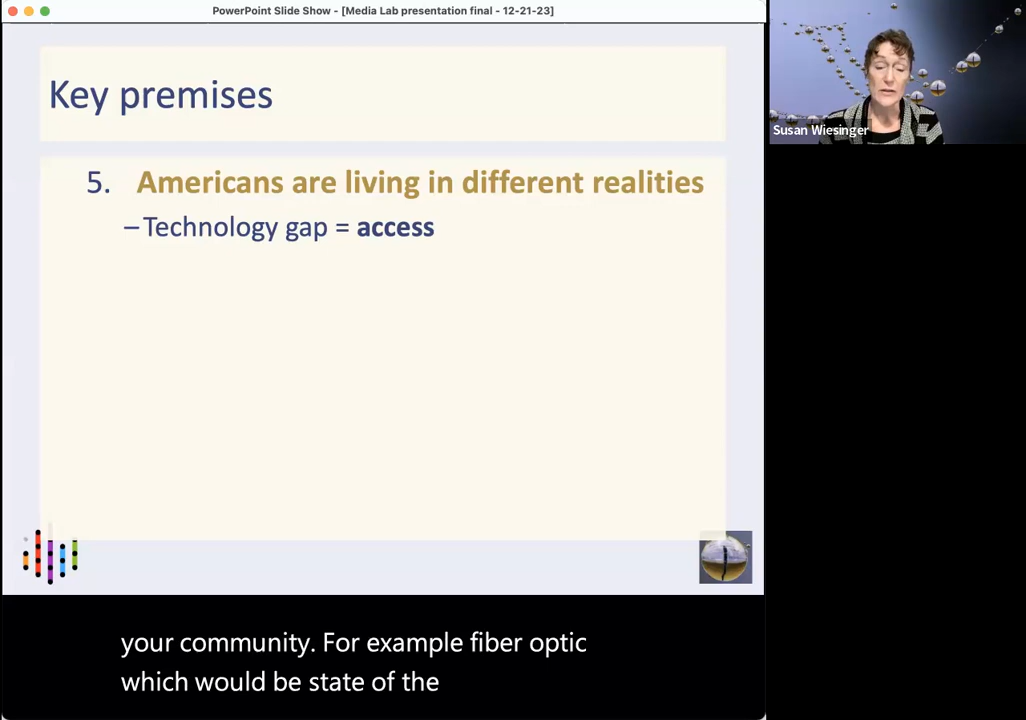 PowerPoint Slide Show - [Media Lab presentation final - 12-21-23]
Key premises
5. Americans are living in different realities
– Technology gap = access
Susan Wiesinger
your community. For example fiber optic
which would be state of the